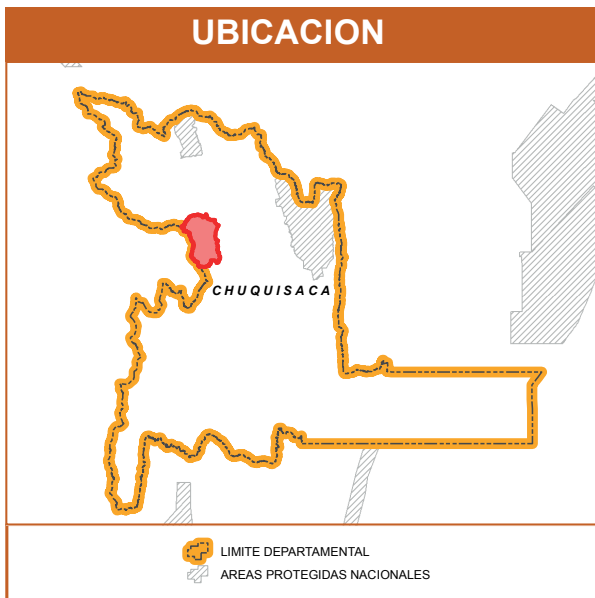 UBICACION
CHUQUISACA
LIMITE DEPARTAMENTAL
AREAS PROTEGIDAS NACIONALES